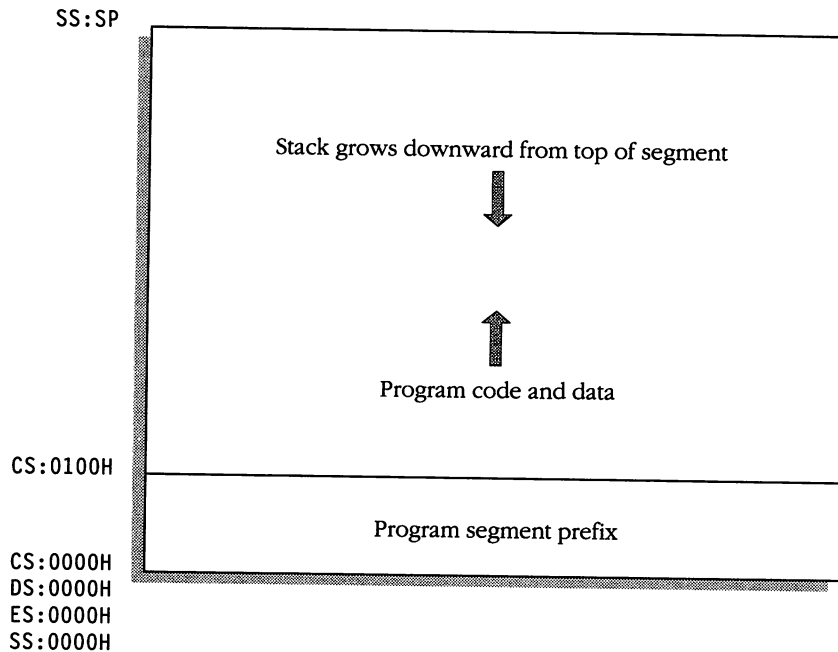 SS:SP
Stack grows downward from top of segment
Program code and data
CS:0100H
Program segment prefix
CS:0000H
DS:0000H
ES:0000H
SS:0000H